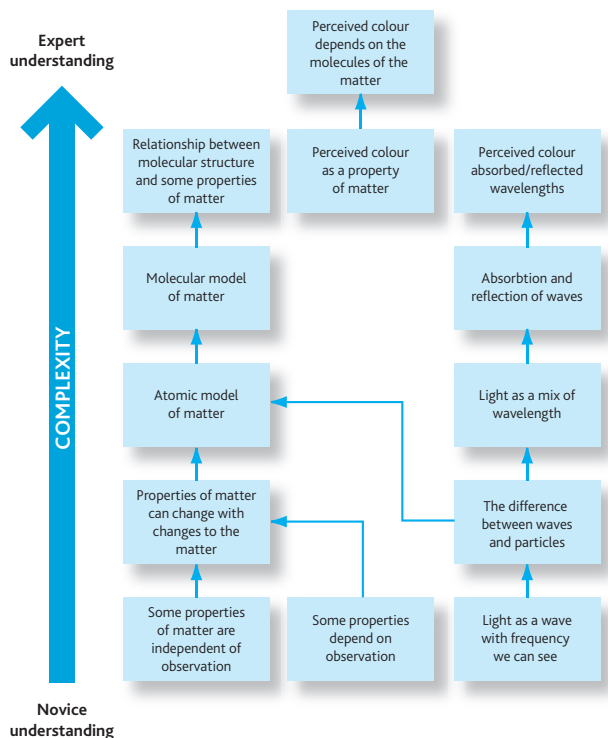 Expert
understanding
COMPLEXITY
Novice
understanding
Perceived colour
depends on the
molecules of the
matter
Relationship between
molecular structure
and some properties
of matter
Perceived colour
as a property
of matter
Perceived colour
absorbed/reflected
wavelengths
Molecular model
of matter
Absorbtion and
reflection of waves
Atomic model
of matter
Light as a mix of
wavelength
Properties of matter
can change with
changes to the
matter
The difference
between waves
and particles
Some properties
of matter are
independent of
observation
Some properties
depend on
observation
Light as a wave
with frequency
we can see